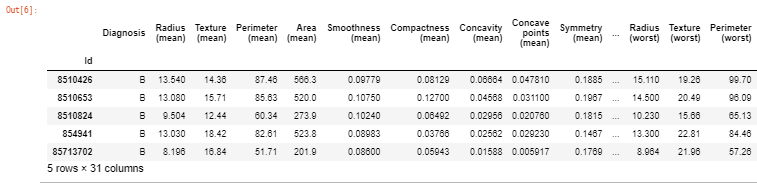 Out[6]:
Diagnosis Radius (mean) Texture (mean) Perimeter (mean) Area (mean) Smoothness (mean) Compactness (mean) Concavity (mean) Concave points (mean) Symmetry (mean) ... Radius (worst) Texture (worst) Perimeter (worst)
Id
8510426 B 13.540 14.36 87.46 566.3 0.09779 0.08129 0.06664 0.047810 0.1885 ... 15.110 19.26 99.70
8510653 B 13.080 15.71 85.63 520.0 0.10750 0.12700 0.04568 0.031100 0.1967 ... 14.500 20.49 96.09
8510824 B 9.504 12.44 60.34 273.9 0.10240 0.06492 0.02956 0.020760 0.1815 ... 10.230 15.66 65.13
854941 B 13.030 18.42 82.61 523.8 0.08983 0.03766 0.02562 0.029230 0.1467 ... 13.300 22.81 84.46
85713702 B 8.196 16.84 51.71 201.9 0.08600 0.05943 0.01588 0.005917 0.1769 ... 8.964 21.96 57.26
5 rows × 31 columns